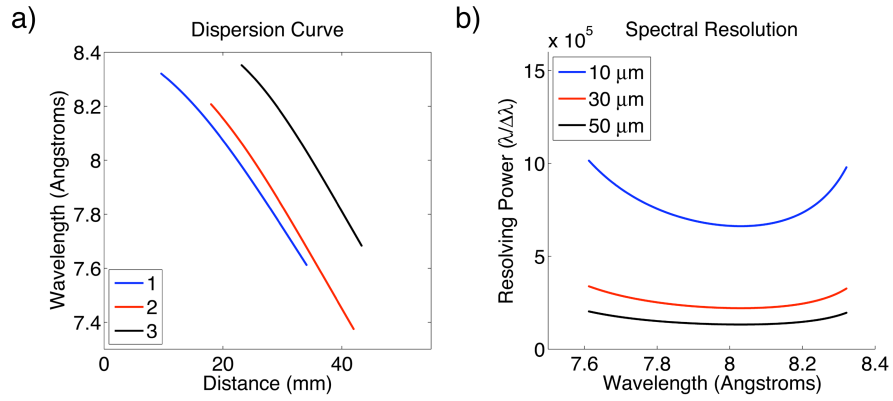 a)
Dispersion Curve
Wavelength (Angstroms)
8.4
8.2
8
7.8
7.6
7.4
1
2
3
0
20
40
Distance (mm)
b)
Spectral Resolution
x 10⁵
Resolving Power (λ/Δλ)
15
10
5
0
10 μm
30 μm
50 μm
7.6
7.8
8
8.2
8.4
Wavelength (Angstroms)